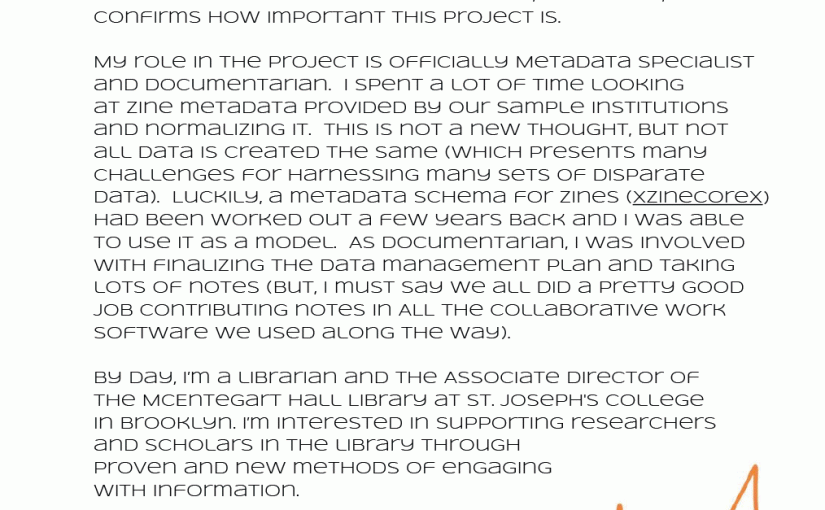 confirms how important this project is.
My role in the project is officially Metadata Specialist
and Documentarian.  I spent a lot of time looking
at zine metadata provided by our sample institutions
and normalizing it.  This is not a new thought, but not
all data is created the same (which presents many
challenges for harnessing many sets of disparate
data).  Luckily, a metadata schema for zines (xzinecorex)
had been worked out a few years back and I was able
to use it as a model.  As documentarian, I was involved
with finalizing the data management plan and taking
lots of notes (but, I must say we all did a pretty good
job contributing notes in all the collaborative work
software we used along the way).
By day, I'm a librarian and the Associate Director of
the McEntegart Hall Library at St. Joseph's College
in Brooklyn. I'm interested in supporting researchers
and scholars in the library through
proven and new methods of engaging
with information.